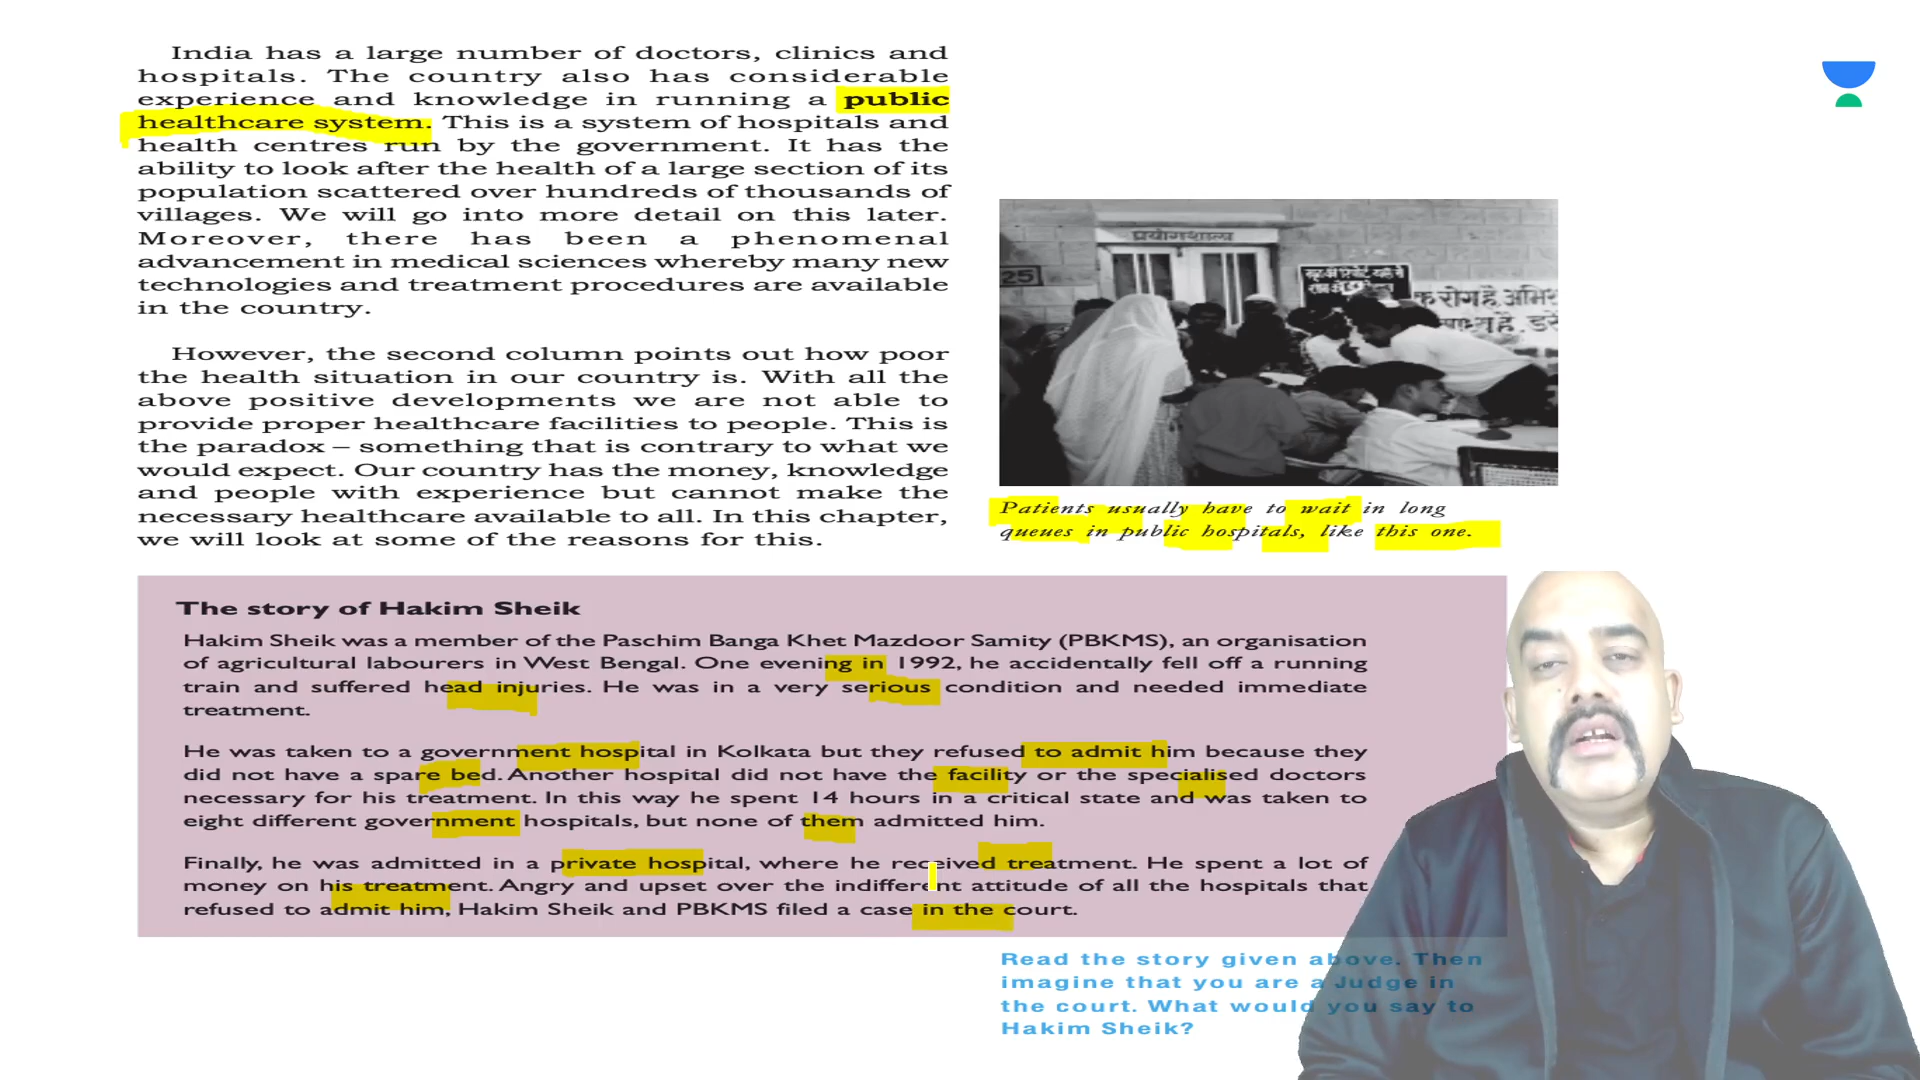 India has a large number of doctors, clinics and
hospitals. The country also has considerable
experience and knowledge in running a public
healthcare system. This is a system of hospitals and
health centres run by the government. It has the
ability to look after the health of a large section of its
population scattered over hundreds of thousands of
villages. We will go into more detail on this later.
Moreover, there has been a phenomenal
advancement in medical sciences whereby many new
technologies and treatment procedures are available
in the country.
However, the second column points out how poor
the health situation in our country is. With all the
above positive developments we are not able to
provide proper healthcare facilities to people. This is
the paradox – something that is contrary to what we
would expect. Our country has the money, knowledge
and people with experience but cannot make the
necessary healthcare available to all. In this chapter,
we will look at some of the reasons for this.
प्रयोगशाला
25
Patients usually have to wait in long
queues in public hospitals, like this one.
The story of Hakim Sheik
Hakim Sheik was a member of the Paschim Banga Khet Mazdoor Samity (PBKMS), an organisation
of agricultural labourers in West Bengal. One evening in 1992, he accidentally fell off a running
train and suffered head injuries. He was in a very serious condition and needed immediate
treatment.
He was taken to a government hospital in Kolkata but they refused to admit him because they
did not have a spare bed. Another hospital did not have the facility or the specialised doctors
necessary for his treatment. In this way he spent 14 hours in a critical state and was taken to
eight different government hospitals, but none of them admitted him.
Finally, he was admitted in a private hospital, where he received treatment. He spent a lot of
money on his treatment. Angry and upset over the indifferent attitude of all the hospitals that
refused to admit him, Hakim Sheik and PBKMS filed a case in the court.
Read the story given above. Then
imagine that you are a Judge in
the court. What would you say to
Hakim Sheik?